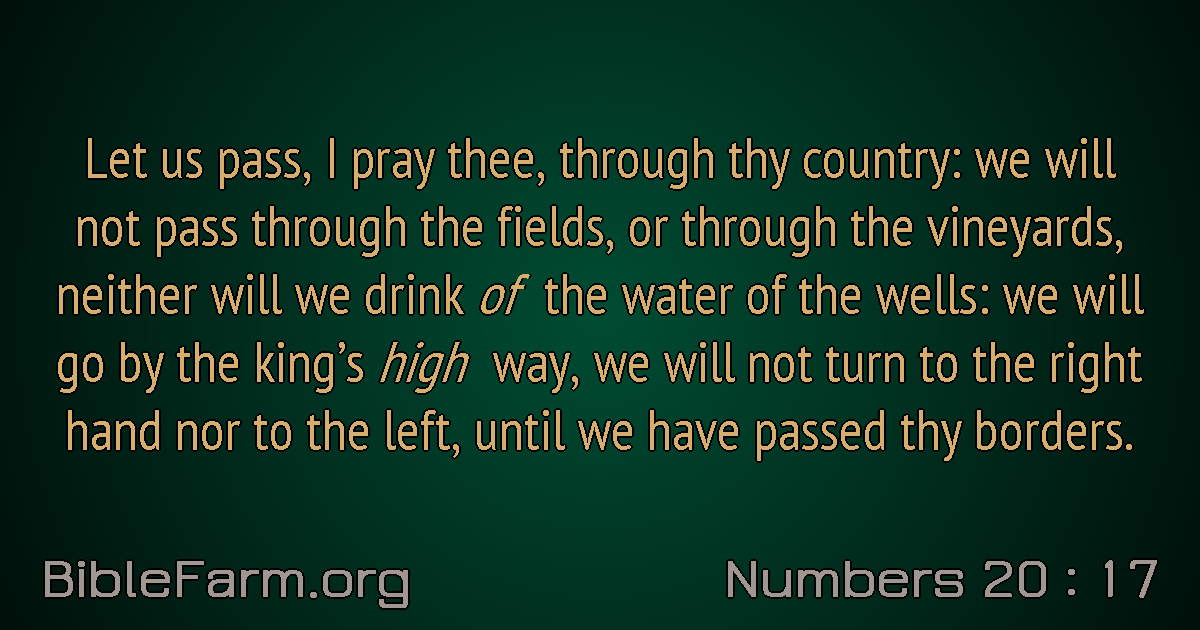 Let us pass, I pray thee, through thy country: we will
not pass through the fields, or through the vineyards,
neither will we drink of the water of the wells: we will
go by the king’s high way, we will not turn to the right
hand nor to the left, until we have passed thy borders.
BibleFarm.org
Numbers 20 : 17